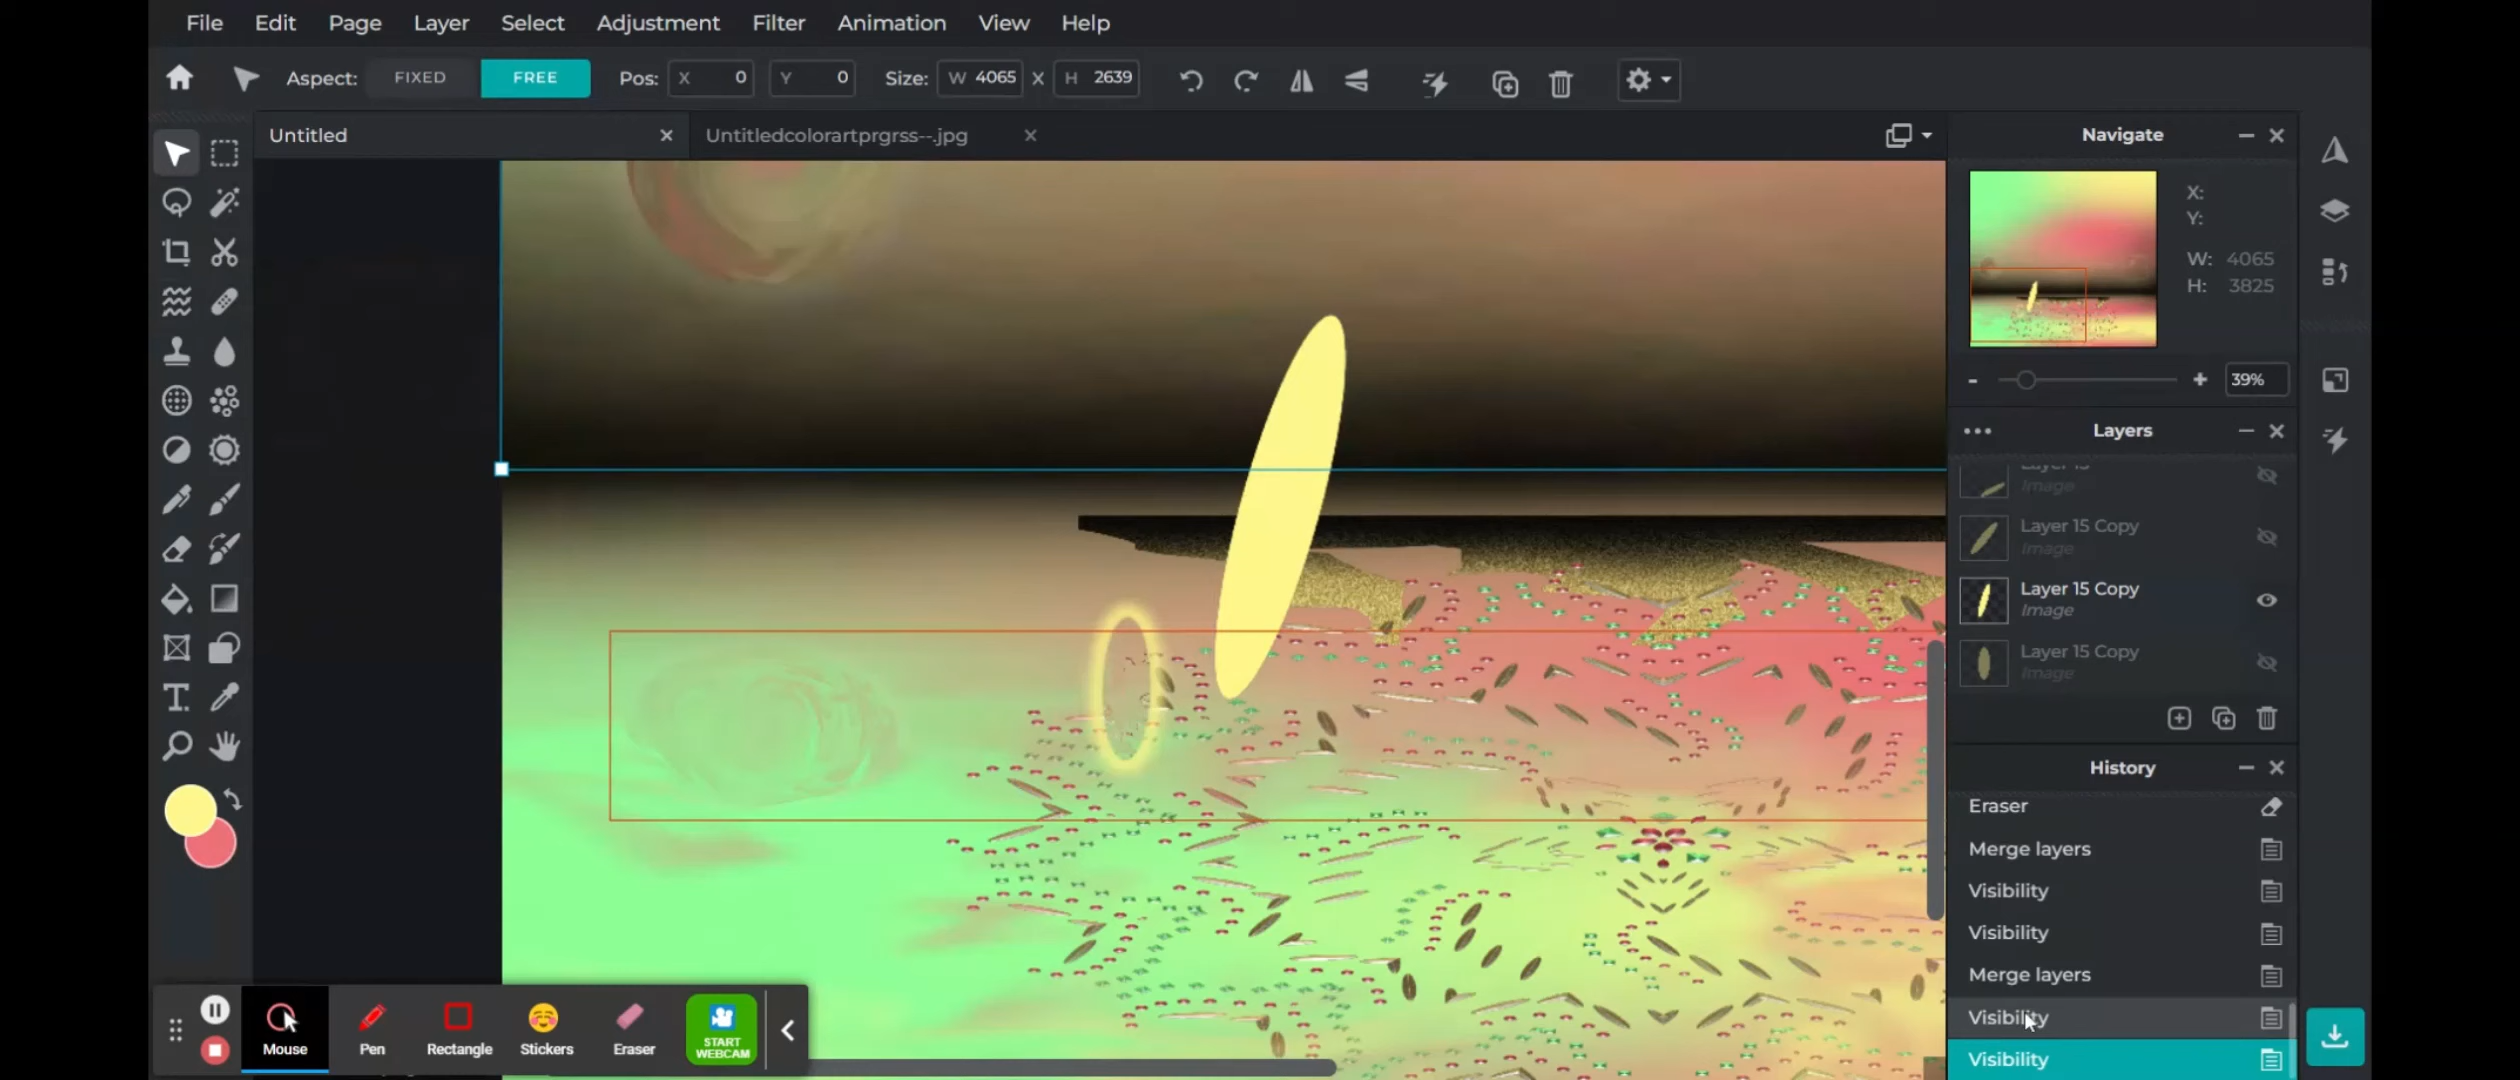 File Edit Page Layer Select Adjustment Filter Animation View Help
Aspect: FIXED FREE Pos: X 0 Y 0 Size: W 4065 X H 2639
Untitled Untitledcolorartprgrss--.jpg
Navigate
X:
Y:
W: 4065
H: 3825
- + 39%
Layers
Image
Layer 15 Copy
Image
Layer 15 Copy
Image
Layer 15 Copy
Image
History
Eraser
Merge layers
Visibility
Visibility
Merge layers
Visibility
Visibility
Mouse Pen Rectangle Stickers Eraser START WEBCAM